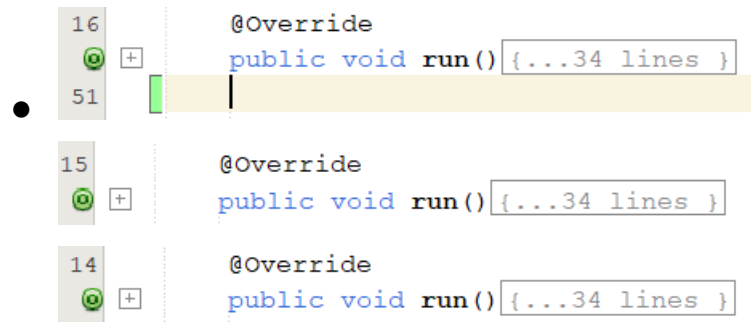 16 @Override
public void run() {...34 lines }
51
15 @Override
public void run() {...34 lines }
14 @Override
public void run() {...34 lines }